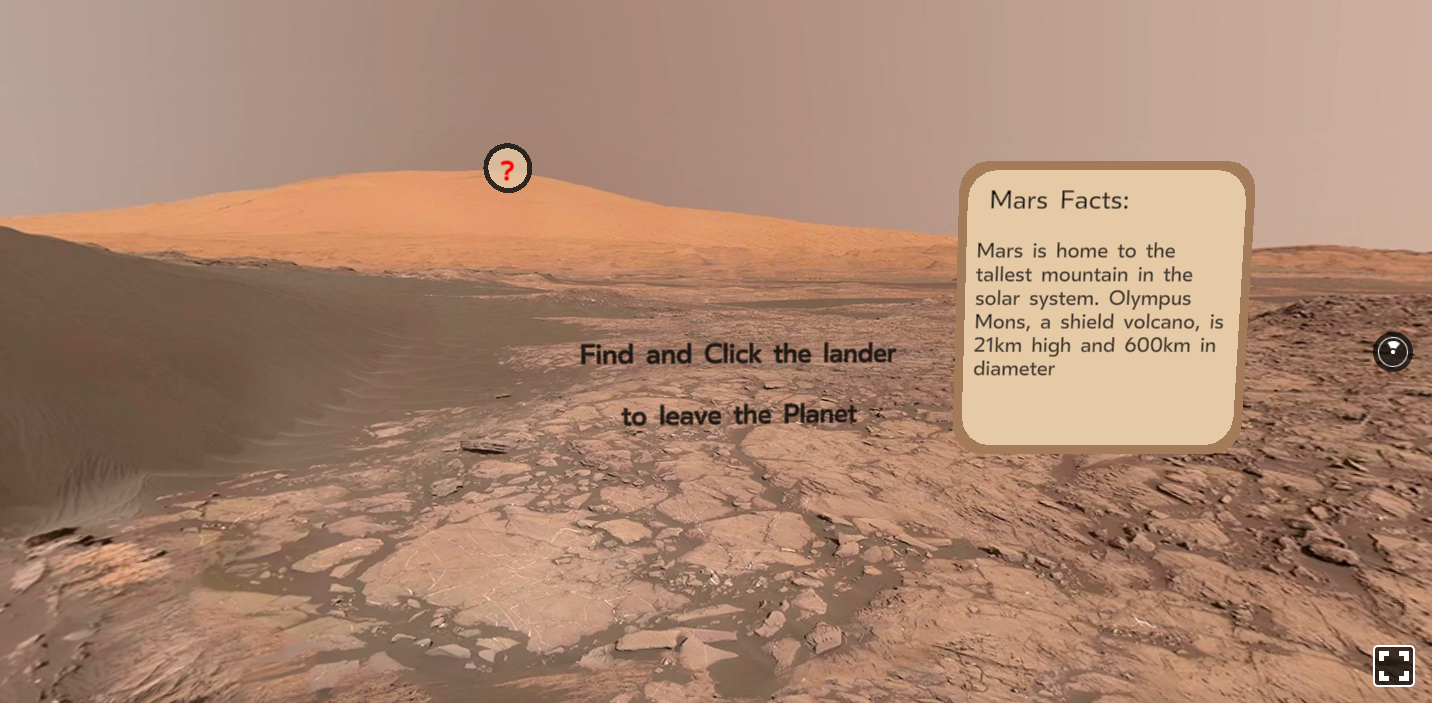 ?
Mars Facts:
Mars is home to the
tallest mountain in the
solar system. Olympus
Mons, a shield volcano, is
21km high and 600km in
diameter
Find and Click the lander
to leave the Planet